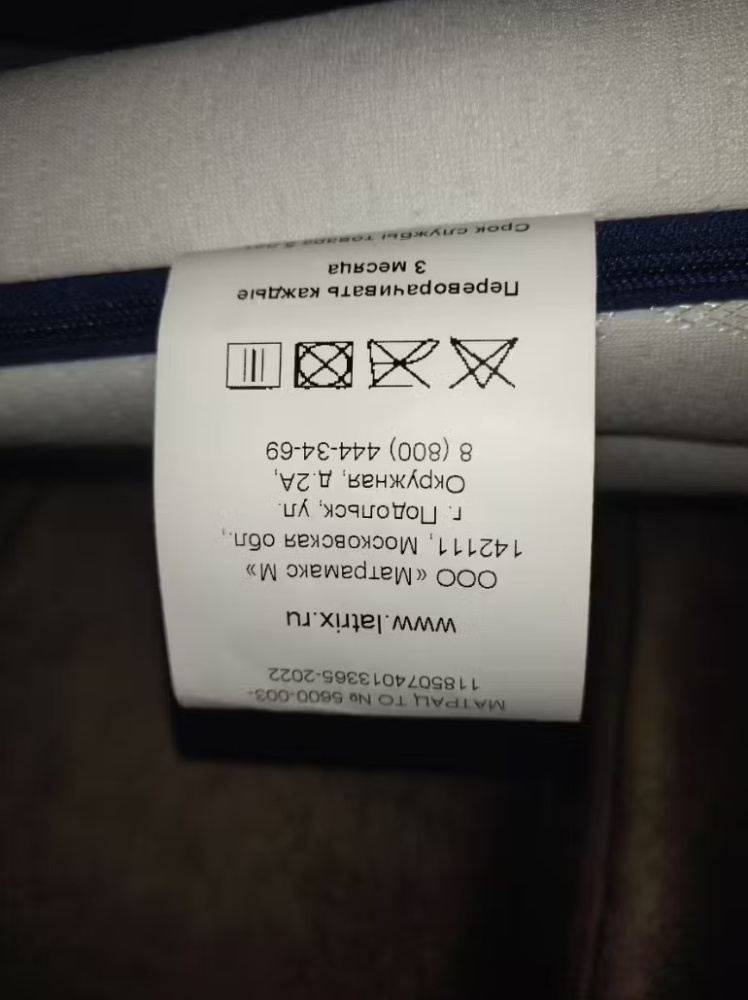 МАТРАЦ ТО № 5600-003-
1185074013365-2022
www.latrix.ru
ООО «Матрамакс М»
142111, Московская обл.,
г. Подольск, ул.
Окружная, д.2А,
8 (800) 444-34-69
Переворачивать каждые
3 месяца
Срок службы товара